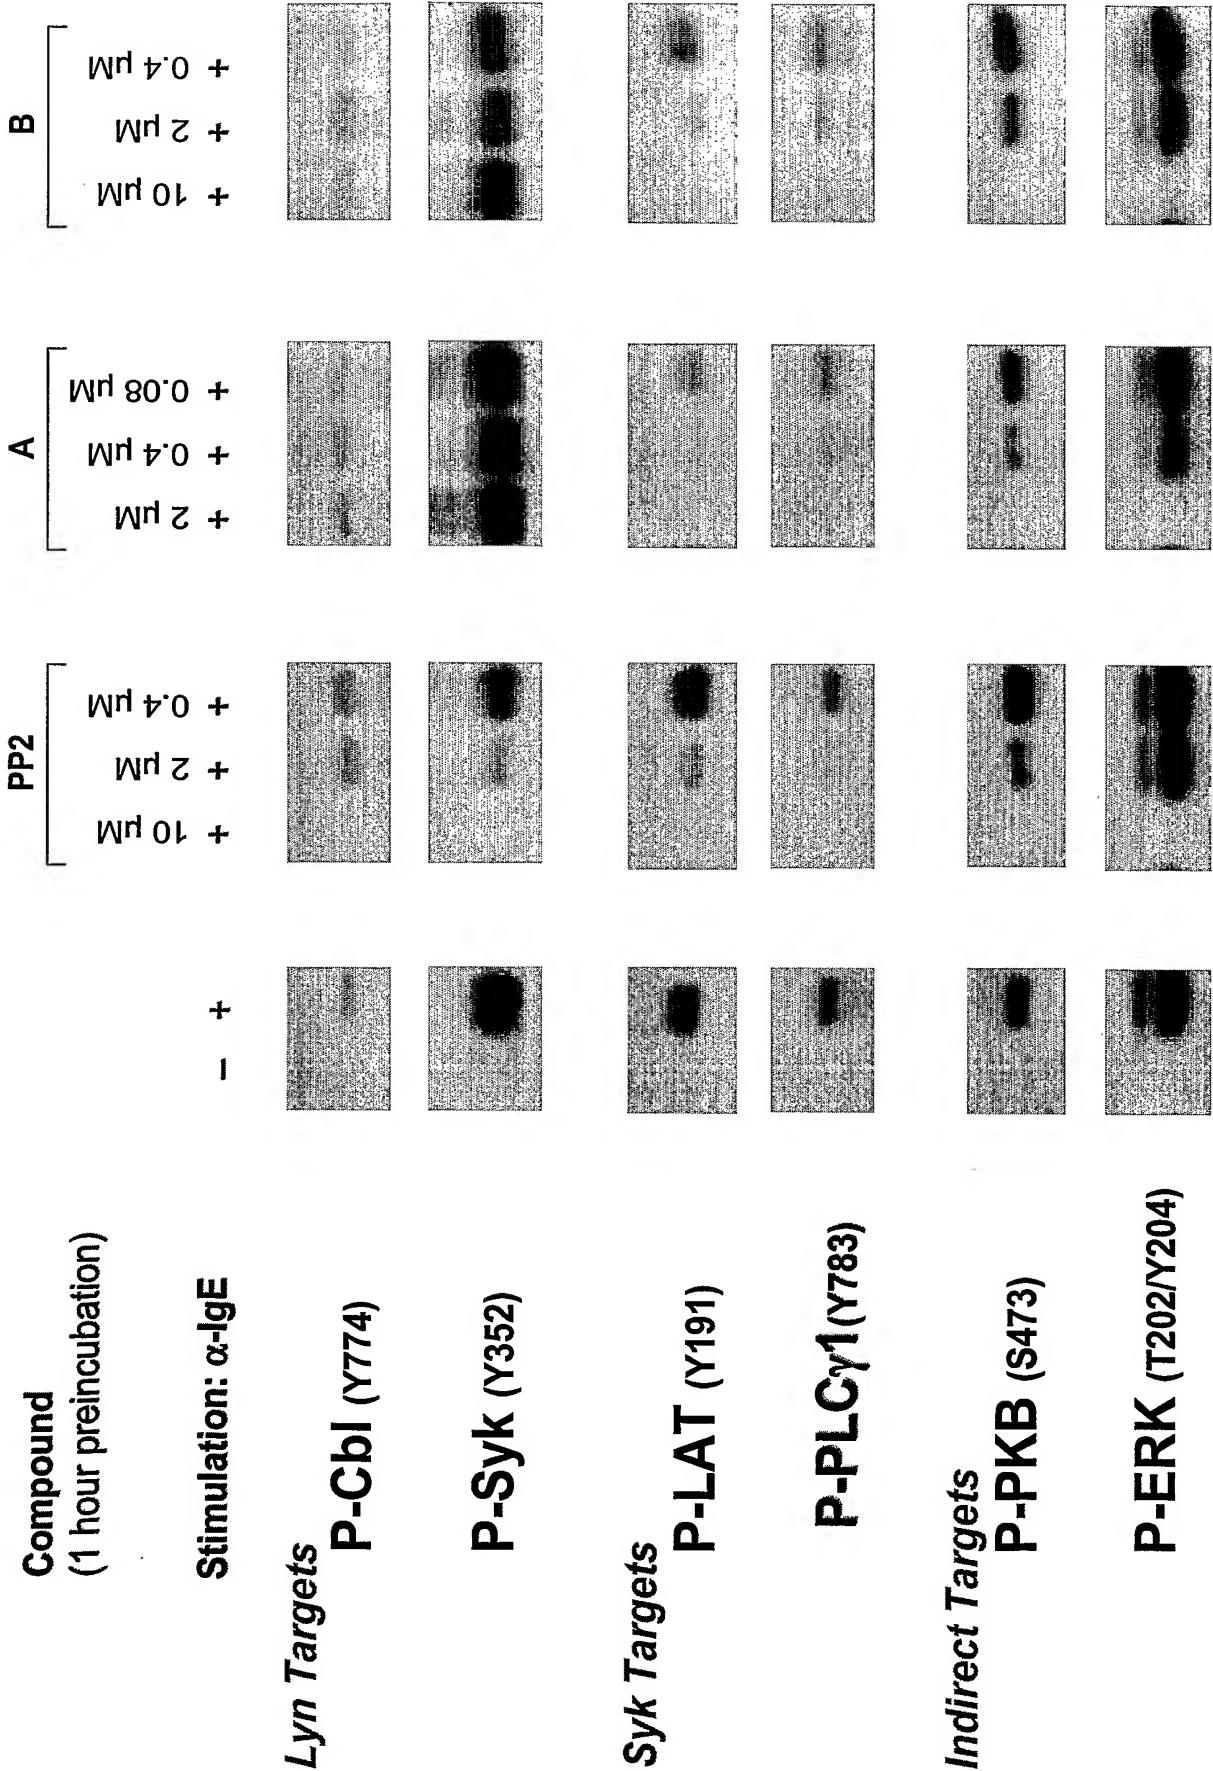 Compound
(1 hour preincubation)
PP2
A
B
10 µM
2 µM
0.4 µM
2 µM
0.4 µM
0.08 µM
10 µM
2 µM
0.4 µM
Stimulation: α-IgE
– + + + + + + + + + +
Lyn Targets
P-Cbl (Y774)
P-Syk (Y352)
Syk Targets
P-LAT (Y191)
P-PLCγ1(Y783)
Indirect Targets
P-PKB (S473)
P-ERK (T202/Y204)